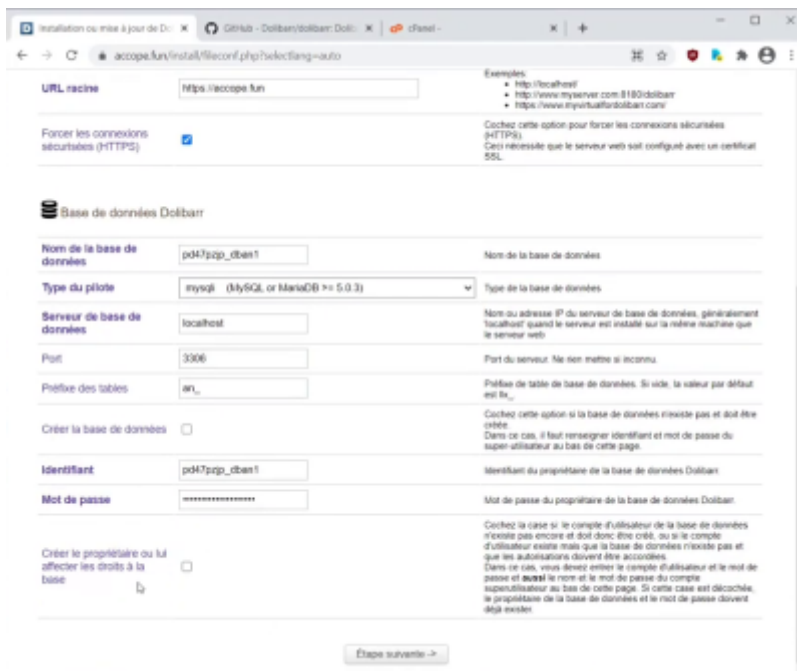 Installation ou mise à jour de Do
GitHub - Dolibarr/dolibarr: Doli
cPanel -
accope.fun/install/fileconf.php?selectlang=auto
URL racine
https://accope.fun
Exemples:
http://localhost/
http://www.myserver.com:8180/dolibarr
https://www.myvirtualfordolibarr.com/
Forcer les connexions
sécurisées (HTTPS)
Cochez cette option pour forcer les connexions sécurisées
(HTTPS).
Ceci nécessite que le serveur web soit configuré avec un certificat
SSL.
Base de données Dolibarr
Nom de la base de
données
pd47pzjp_dban1
Nom de la base de données
Type du pilote
mysqli (MySQL or MariaDB >= 5.0.3)
Type de la base de données
Serveur de base de
données
localhost
Nom ou adresse IP du serveur de base de données, généralement
'localhost' quand le serveur est installé sur la même machine que
le serveur web
Port
3306
Port du serveur. Ne rien mettre si inconnu.
Préfixe des tables
an_
Préfixe de table de base de données. Si vide, la valeur par défaut
est llx_.
Créer la base de données
Cochez cette option si la base de données n'existe pas et doit être
créée.
Dans ce cas, il faut renseigner identifiant et mot de passe du
super-utilisateur au bas de cette page.
Identifiant
pd47pzjp_dban1
Identifiant du propriétaire de la base de données Dolibarr.
Mot de passe
Mot de passe du propriétaire de la base de données Dolibarr.
Créer le propriétaire ou lui
affecter les droits à la
base
Cochez la case si: le compte d'utilisateur de la base de données
n'existe pas encore et doit donc être créé, ou si le compte
d'utilisateur existe mais que la base de données n'existe pas et
que les autorisations doivent être accordées.
Dans ce cas, vous devez entrer le compte d'utilisateur et le mot de
passe et aussi le nom et le mot de passe du compte
superutilisateur au bas de cette page. Si cette case est décochée,
le propriétaire de la base de données et le mot de passe doivent
déjà exister.
Étape suivante ->